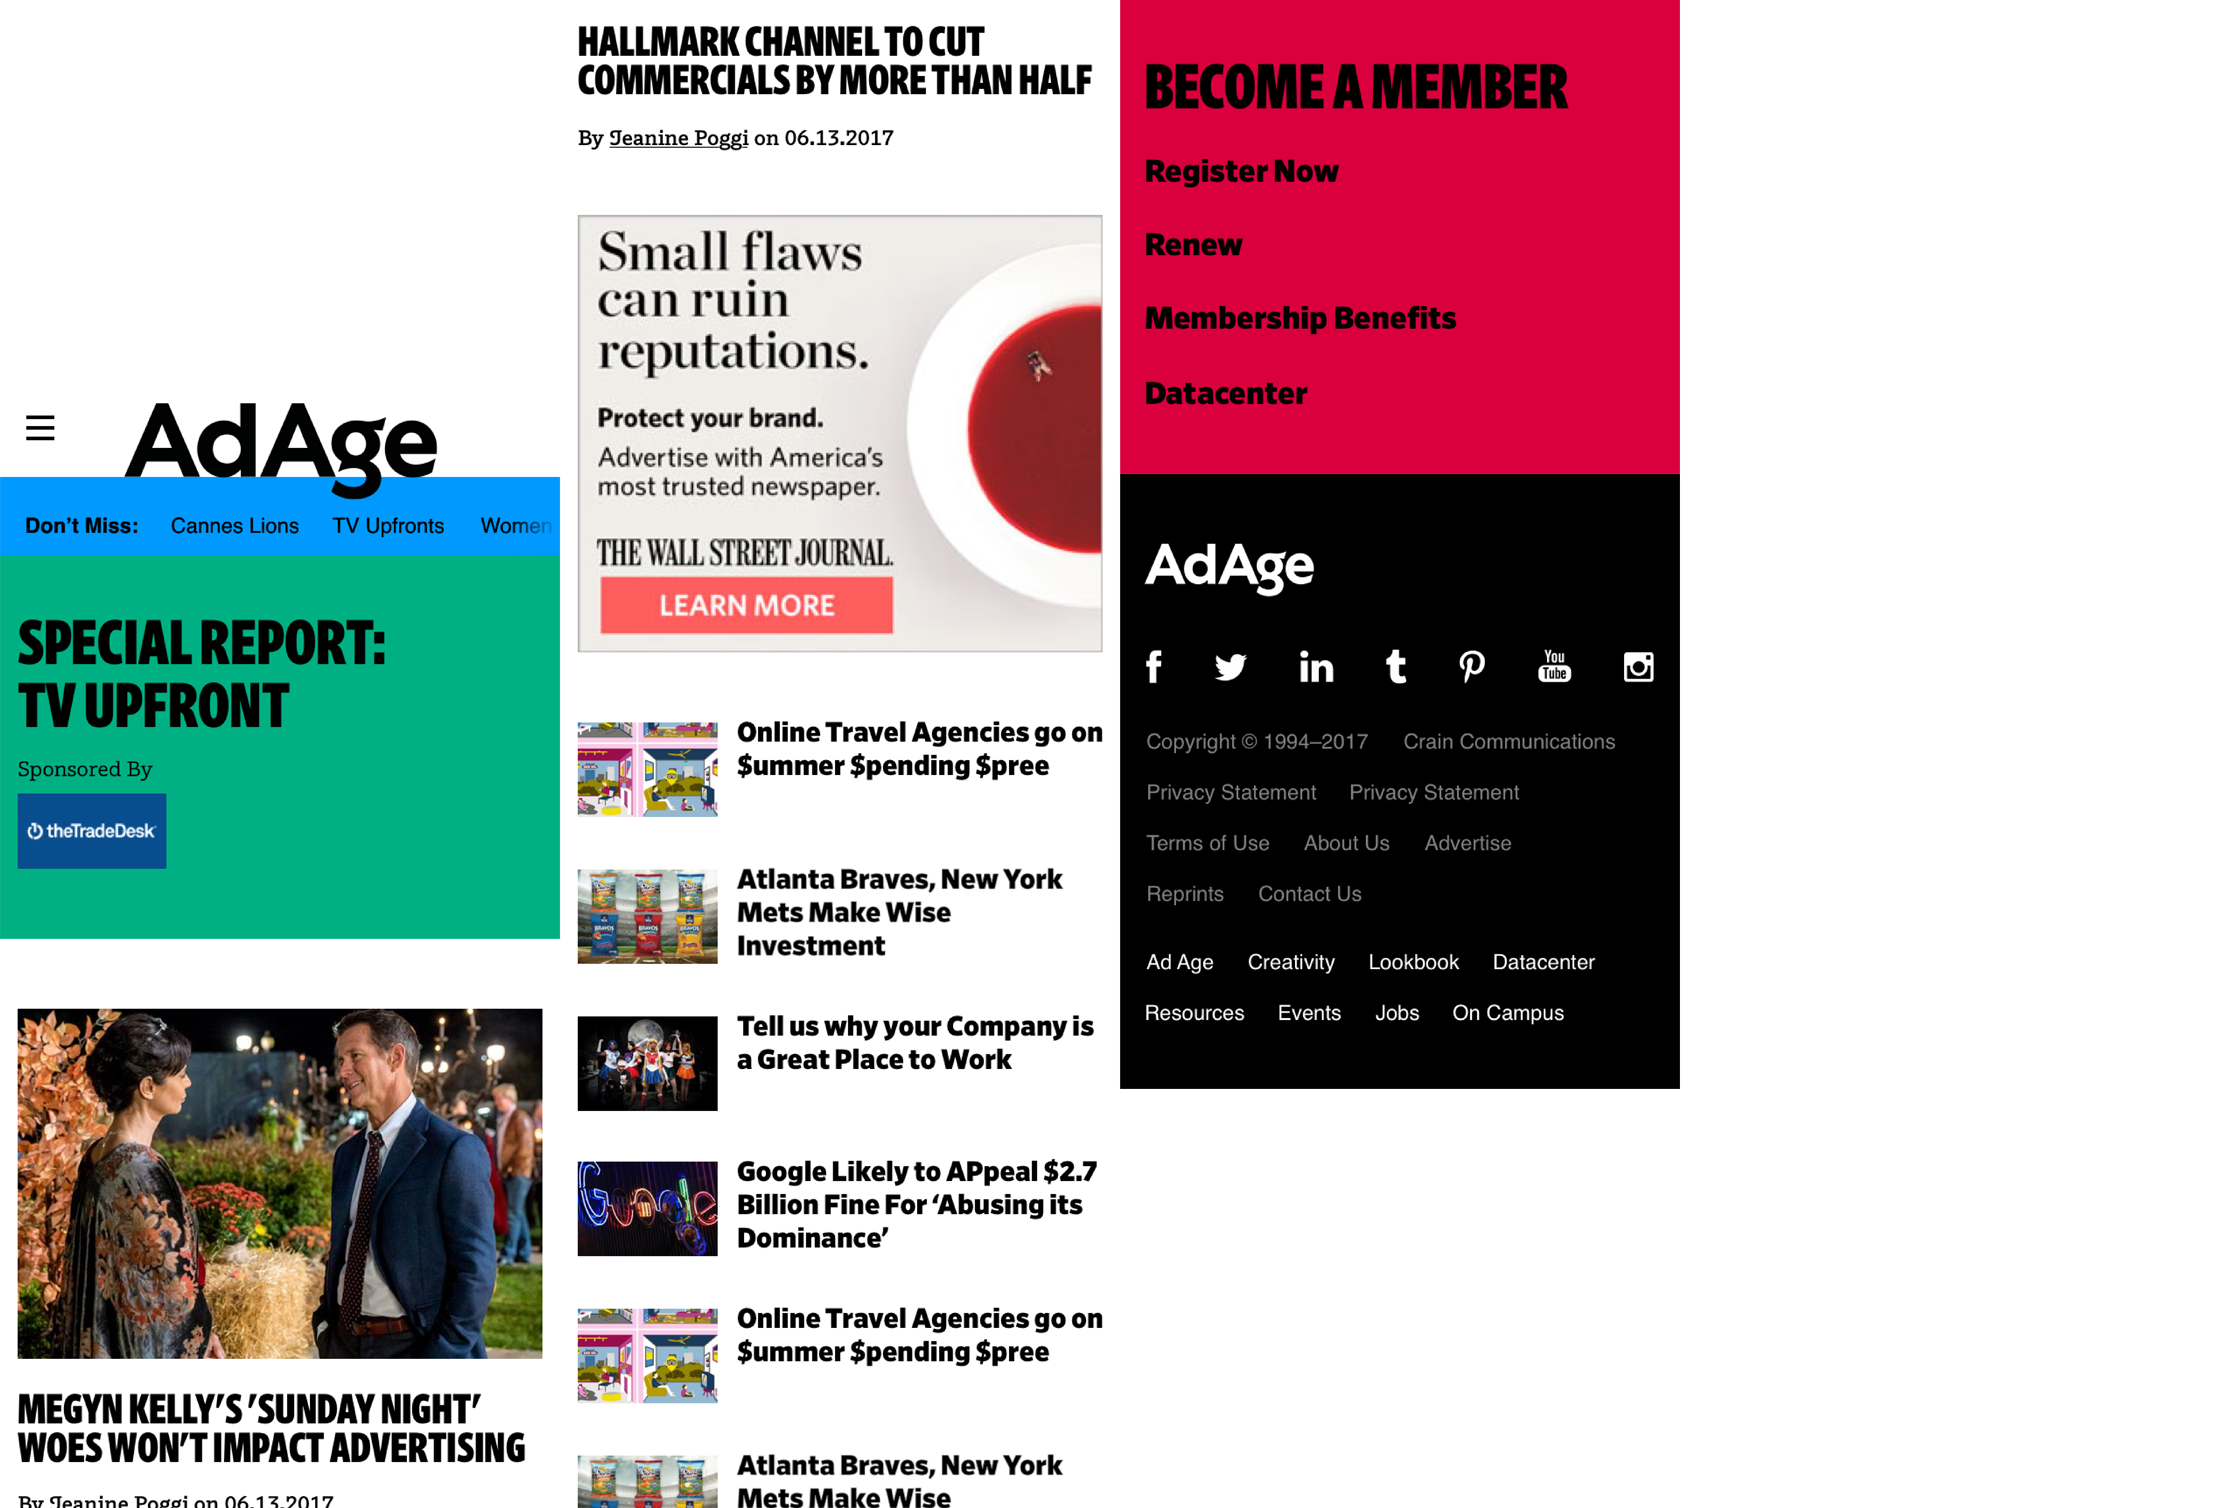 AdAge
Don't Miss: Cannes Lions TV Upfronts Women
SPECIAL REPORT:
TV UPFRONT
Sponsored By
theTradeDesk
MEGYN KELLY'S 'SUNDAY NIGHT'
WOES WON'T IMPACT ADVERTISING
By Jeanine Poggi on 06.13.2017
HALLMARK CHANNEL TO CUT
COMMERCIALS BY MORE THAN HALF
By Jeanine Poggi on 06.13.2017
Small flaws
can ruin
reputations.
Protect your brand.
Advertise with America's
most trusted newspaper.
THE WALL STREET JOURNAL.
LEARN MORE
Online Travel Agencies go on
$ummer $pending $pree
Atlanta Braves, New York
Mets Make Wise
Investment
BRAVOS BRAVOS
Tell us why your Company is
a Great Place to Work
Google Likely to APpeal $2.7
Billion Fine For ‘Abusing its
Dominance’
Google
Online Travel Agencies go on
$ummer $pending $pree
Atlanta Braves, New York
Mets Make Wise
BECOME A MEMBER
Register Now
Renew
Membership Benefits
Datacenter
AdAge
You Tube
Copyright © 1994–2017 Crain Communications
Privacy Statement Privacy Statement
Terms of Use About Us Advertise
Reprints Contact Us
Ad Age Creativity Lookbook Datacenter
Resources Events Jobs On Campus